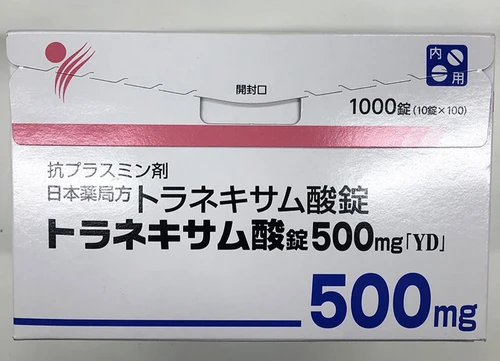 内用
開封口
1000錠(10錠×100)
抗プラスミン剤
日本薬局方トラネキサム酸錠
トラネキサム酸錠500mg「YD」
500mg